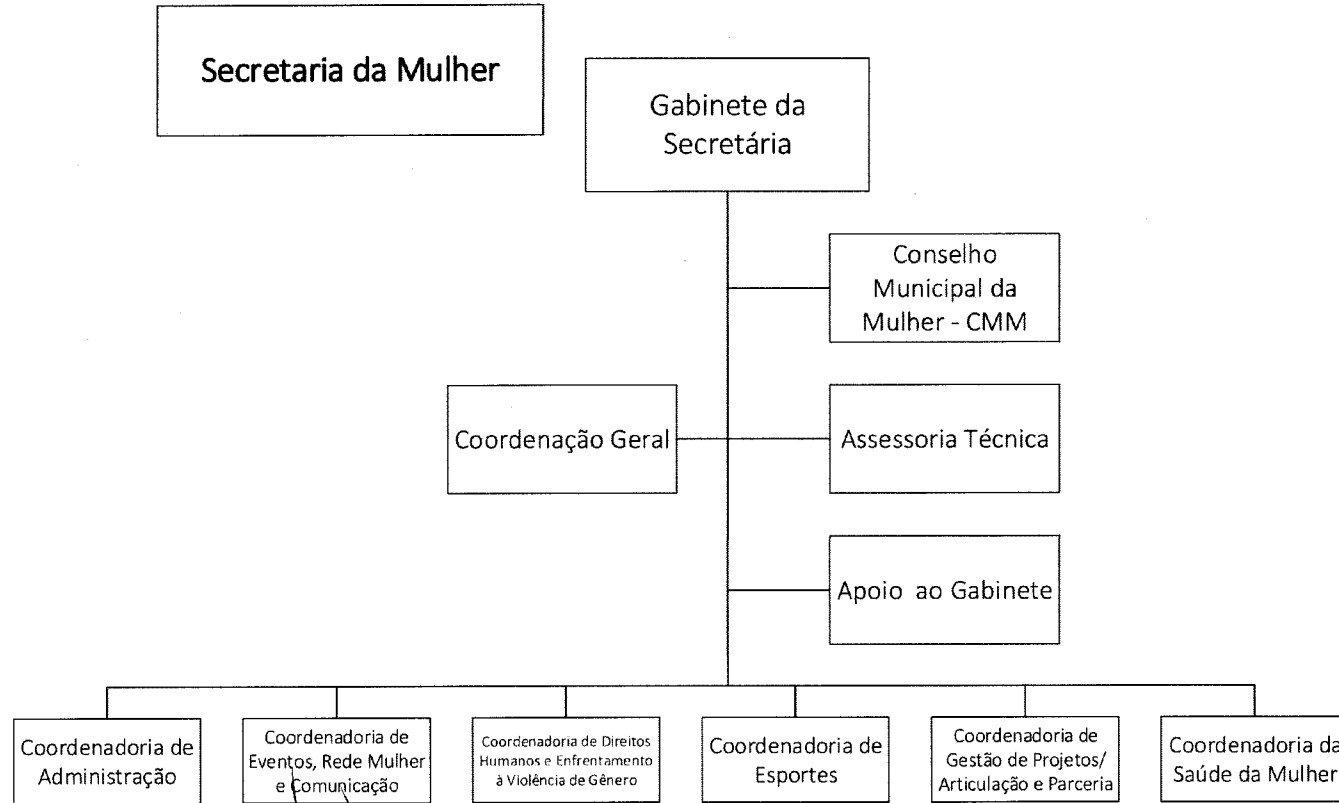 Secretaria da Mulher
Gabinete da
Secretária
Conselho
Municipal da
Mulher - CMM
Coordenação Geral
Assessoria Técnica
Apoio ao Gabinete
Coordenadoria de
Administração
Coordenadoria de
Eventos, Rede Mulher
e Comunicação
Coordenadoria de Direitos
Humanos e Enfrentamento
à Violência de Gênero
Coordenadoria de
Esportes
Coordenadoria de
Gestão de Projetos/
Articulação e Parceria
Coordenadoria da
Saúde da Mulher